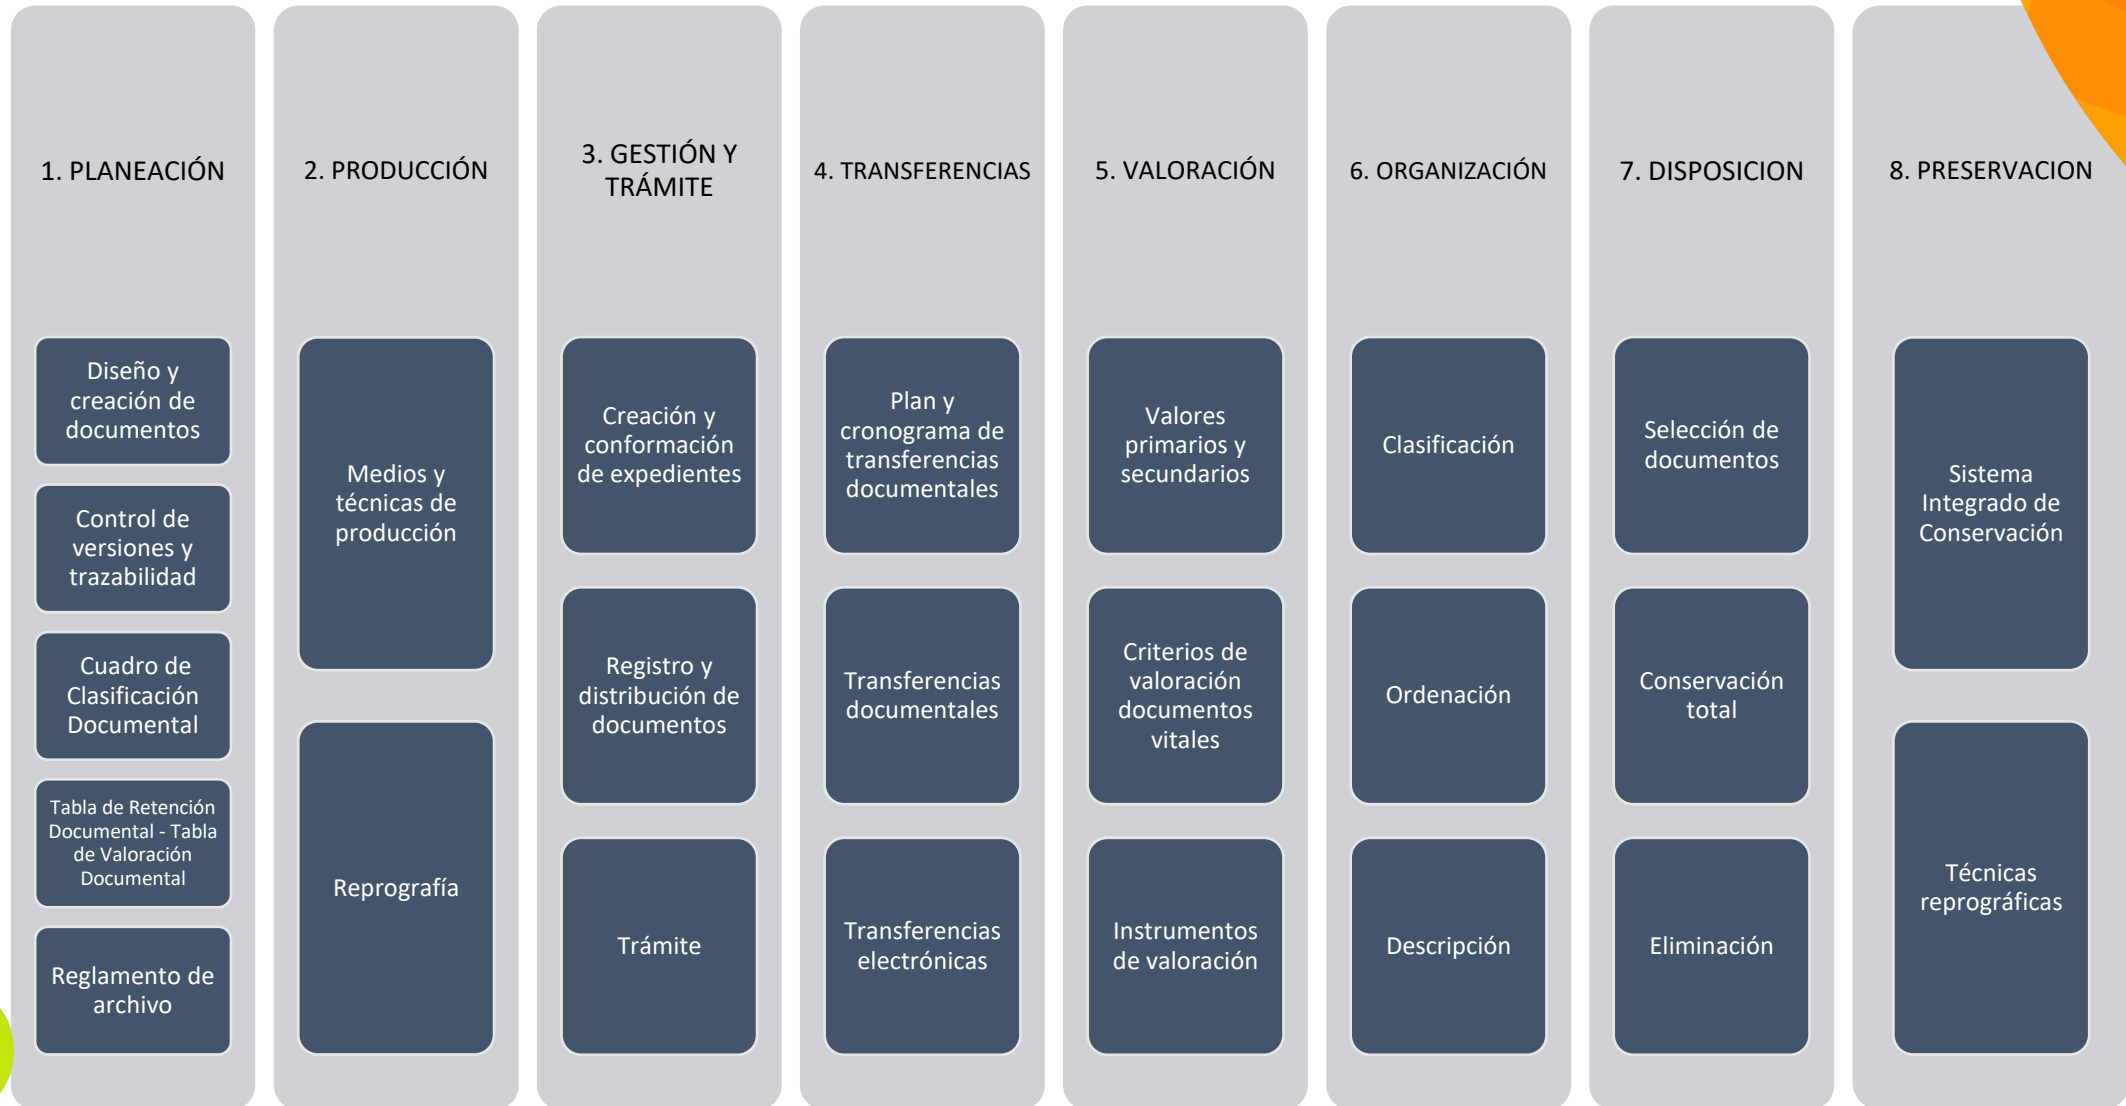 1. PLANEACIÓN
Diseño y
creación de
documentos
Control de
versiones y
trazabilidad
Cuadro de
Clasificación
Documental
Tabla de Retención
Documental - Tabla
de Valoración
Documental
Reglamento de
archivo
2. PRODUCCIÓN
Medios y
técnicas de
producción
Reprografía
3. GESTIÓN Y
TRÁMITE
Creación y
conformación
de expedientes
Registro y
distribución de
documentos
Trámite
4. TRANSFERENCIAS
Plan y
cronograma de
transferencias
documentales
Transferencias
documentales
Transferencias
electrónicas
5. VALORACIÓN
Valores
primarios y
secundarios
Criterios de
valoración
documentos
vitales
Instrumentos
de valoración
6. ORGANIZACIÓN
Clasificación
Ordenación
Descripción
7. DISPOSICION
Selección de
documentos
Conservación
total
Eliminación
8. PRESERVACION
Sistema
Integrado de
Conservación
Técnicas
reprográficas